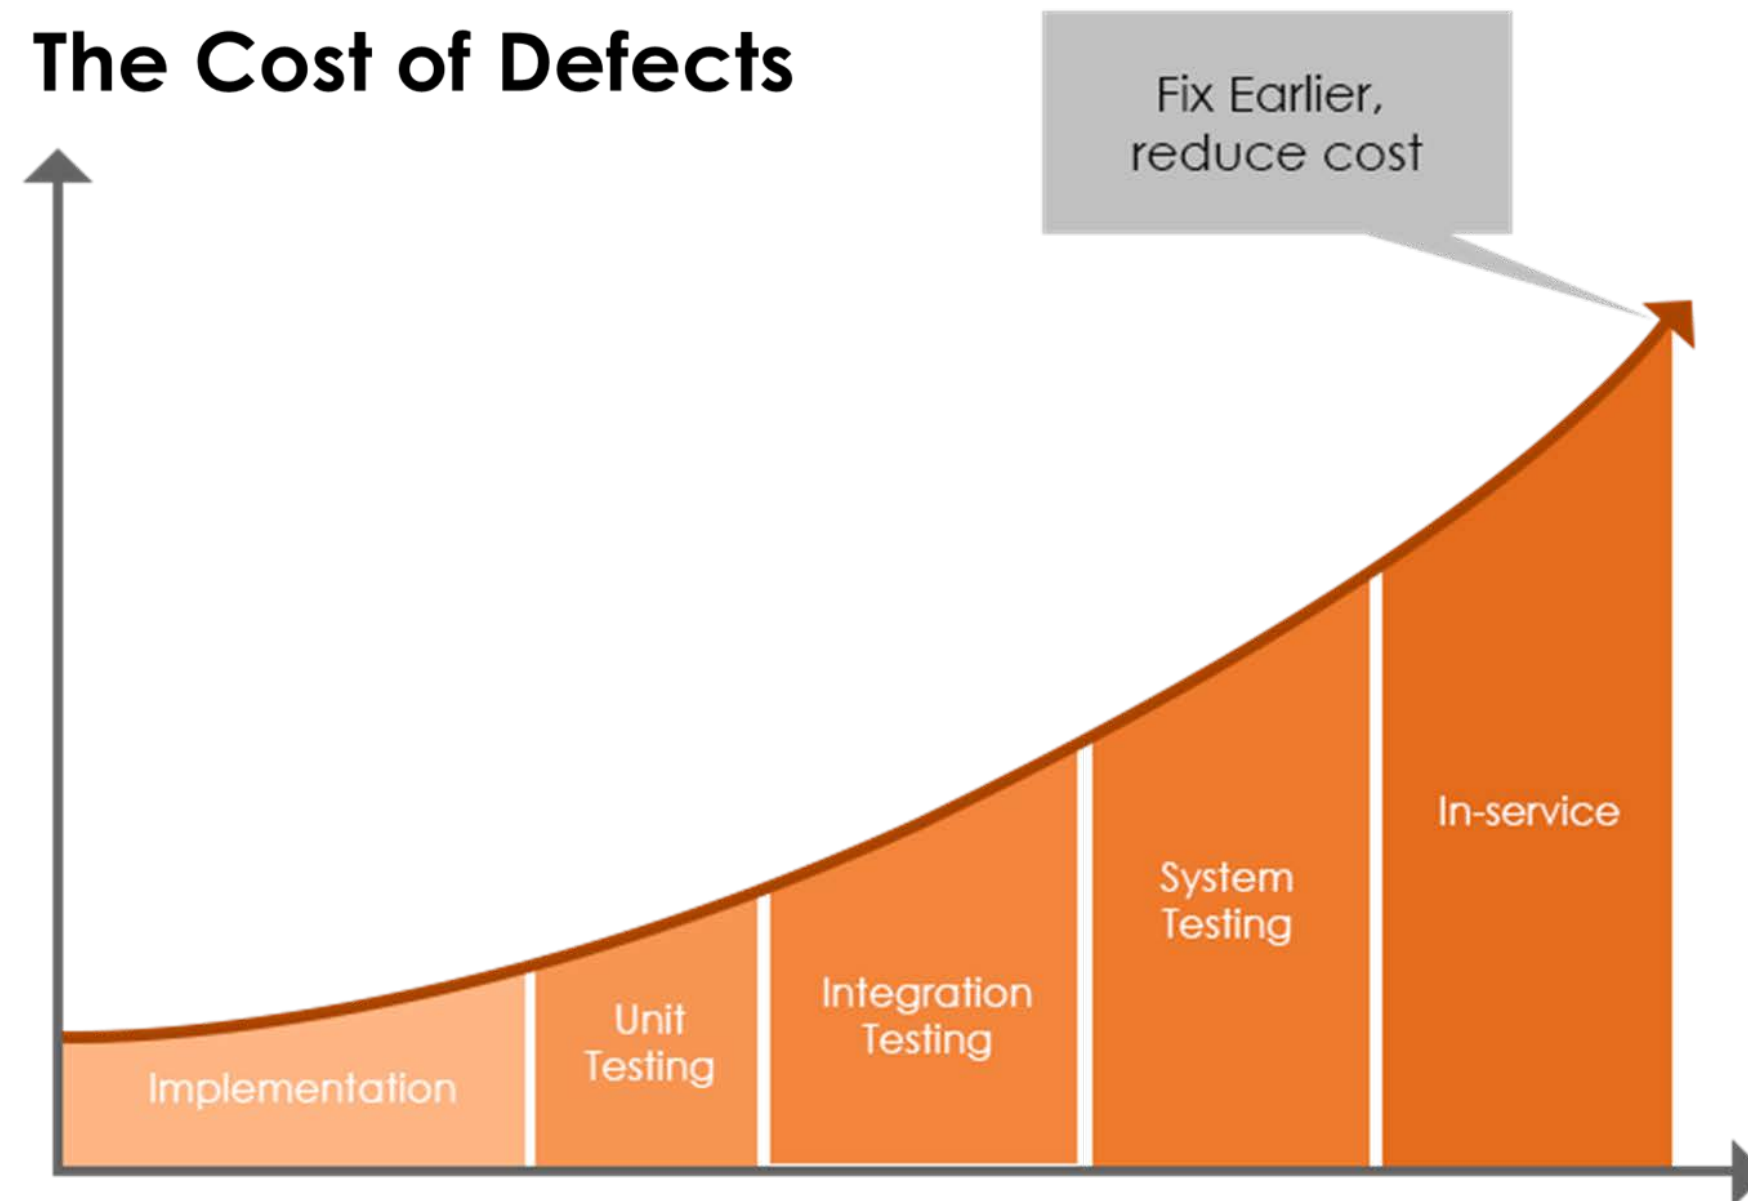 The Cost of Defects
Fix Earlier,
reduce cost
Implementation
Unit
Testing
Integration
Testing
System
Testing
In-service